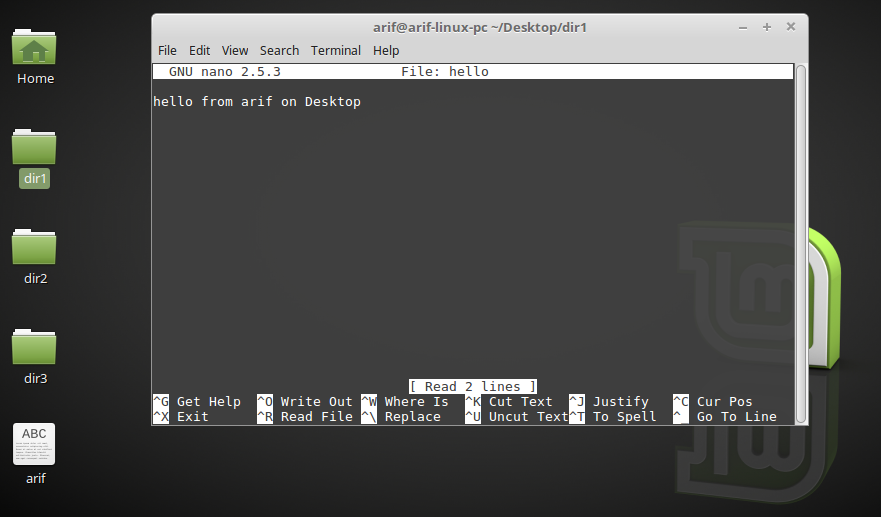 arif@arif-linux-pc ~/Desktop/dir1
File Edit View Search Terminal Help
GNU nano 2.5.3 File: hello
hello from arif on Desktop
[ Read 2 lines ]
^G Get Help ^O Write Out ^W Where Is ^K Cut Text ^J Justify ^C Cur Pos
^X Exit ^R Read File ^\ Replace ^U Uncut Text ^T To Spell ^_ Go To Line
Home
dir1
dir2
dir3
ABC
arif